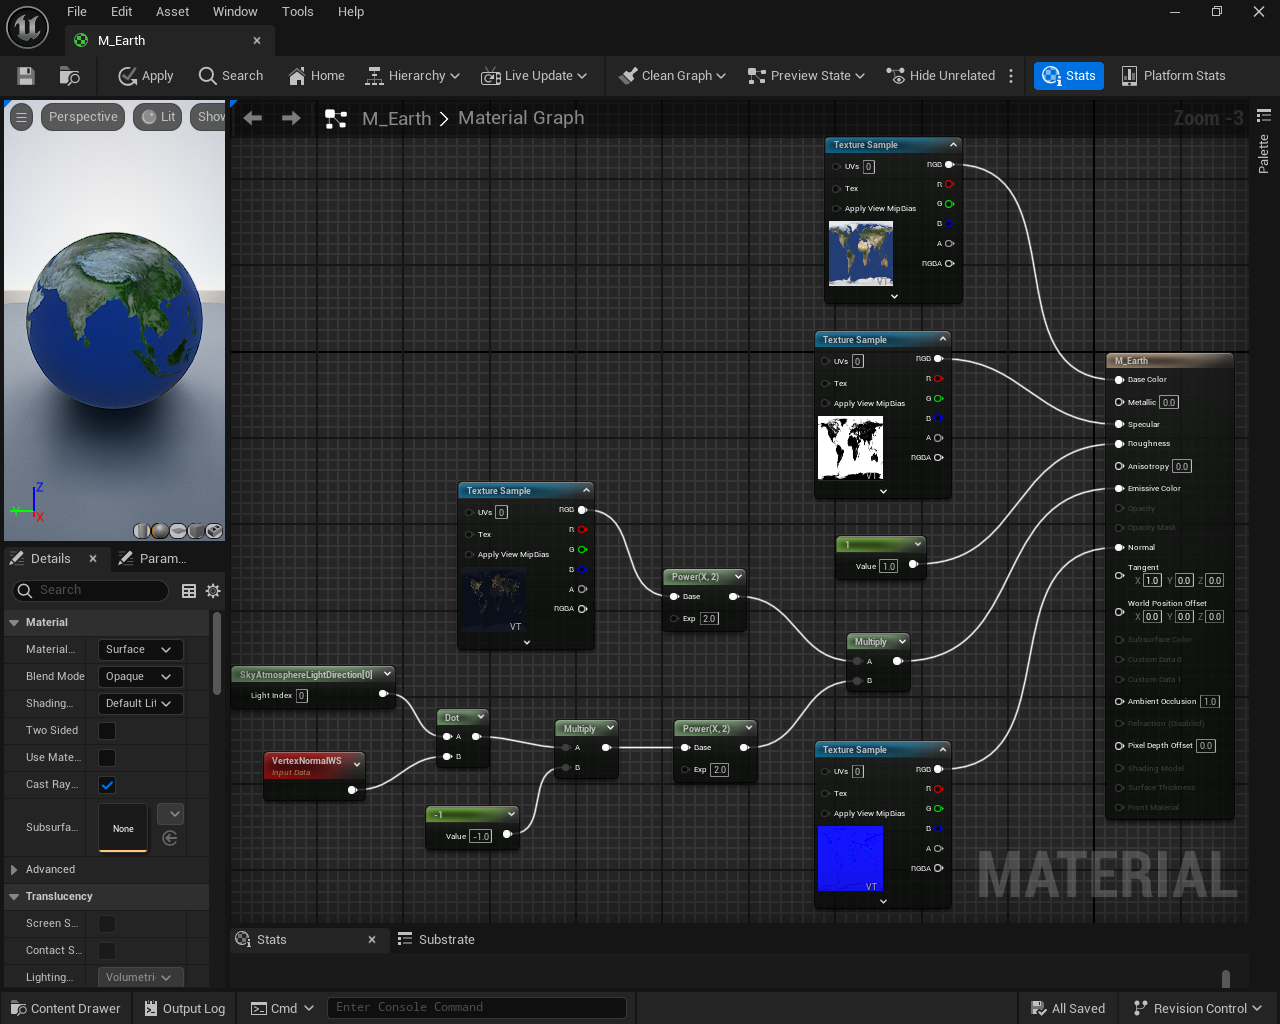 File Edit Asset Window Tools Help
M_Earth
Apply Search Home Hierarchy Live Update Clean Graph Preview State Hide Unrelated Stats Platform Stats
Perspective Lit Show
M_Earth > Material Graph
Zoom -3
Palette
Texture Sample
UVs 0 RGB
R
Tex
G
Apply View MipBias
B
A
RGBA
VT
Texture Sample
UVs 0 RGB
R
Tex
G
Apply View MipBias
B
A
RGBA
VT
M_Earth
Base Color
Metallic 0.0
Specular
Roughness
Anisotropy 0.0
Emissive Color
Opacity
Opacity Mask
Normal
Tangent
X 1.0 Y 0.0 Z 0.0
World Position Offset
X 0.0 Y 0.0 Z 0.0
Subsurface Color
Custom Data 0
Custom Data 1
Ambient Occlusion 1.0
Refraction (Disabled)
Pixel Depth Offset 0.0
Shading Model
Surface Thickness
Front Material
Texture Sample
UVs 0 RGB
R
Tex
G
Apply View MipBias
B
A
RGBA
VT
1
Value 1.0
Power(X, 2)
Base
Exp 2.0
Multiply
A
B
SkyAtmosphereLightDirection[0]
Light Index 0
Dot
A
B
VertexNormalWS
Input Data
Multiply
A
B
-1
Value -1.0
Power(X, 2)
Base
Exp 2.0
Texture Sample
UVs 0 RGB
R
Tex
G
Apply View MipBias
B
A
RGBA
VT
MATERIAL
Z
Y
X
Details Param...
Search
Material
Material... Surface
Blend Mode Opaque
Shading... Default Lit
Two Sided
Use Mate...
Cast Ray...
Subsurfa... None
Advanced
Translucency
Screen S...
Contact S...
Lighting... Volumetri
Stats Substrate
Content Drawer Output Log Cmd Enter Console Command All Saved Revision Control